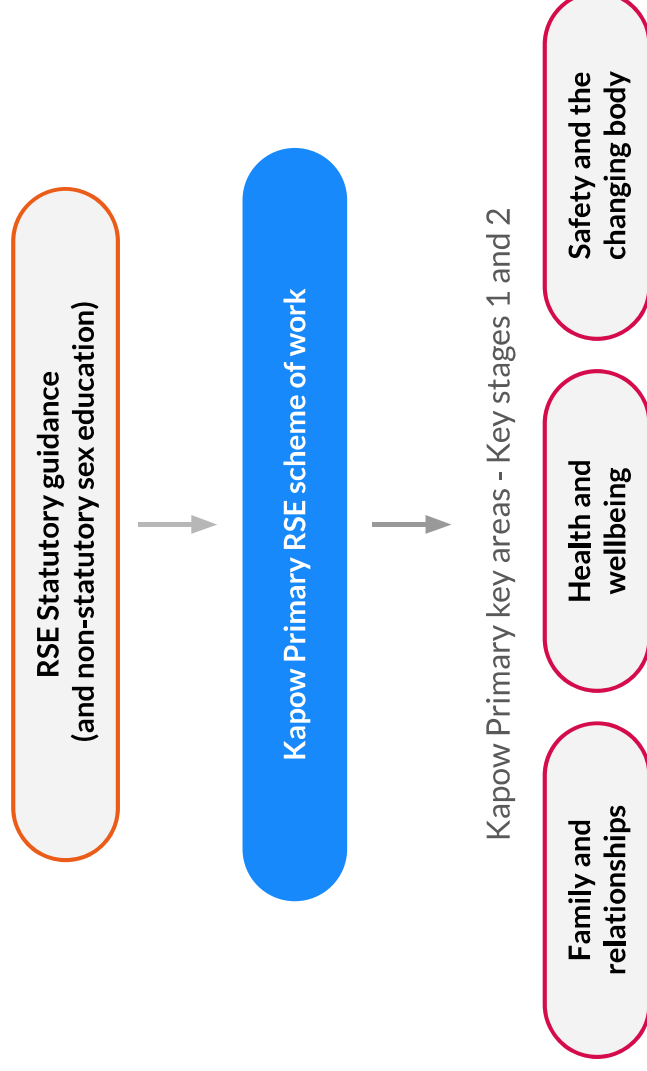 RSE Statutory guidance
(and non-statutory sex education)
Kapow Primary RSE scheme of work
Kapow Primary key areas - Key stages 1 and 2
Family and
relationships
Health and
wellbeing
Safety and the
changing body